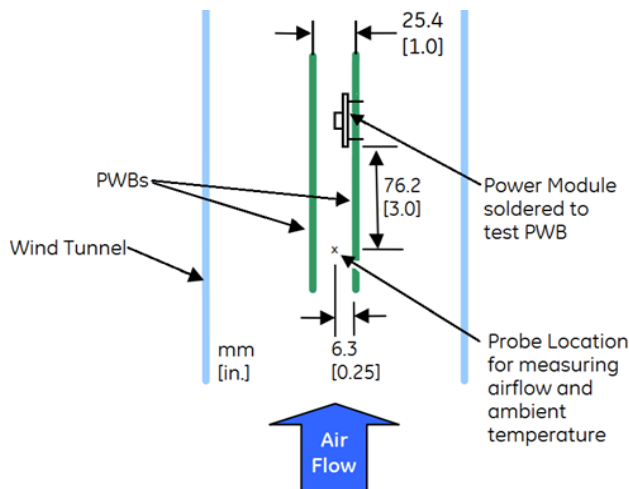 25.4
[1.0]
PWBs
76.2
[3.0]
Power Module
soldered to
test PWB
Wind Tunnel
x
6.3
[0.25]
mm
[in.]
Probe Location
for measuring
airflow and
ambient
temperature
Air
Flow